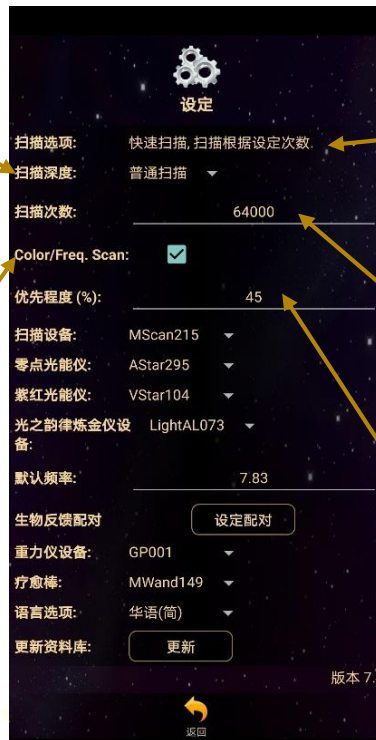 设定
扫描选项: 快速扫描, 扫描根据设定次数.
扫描深度: 普通扫描
扫描次数: 64000
Color/Freq. Scan:
优先程度 (%): 45
扫描设备: MScan215
零点光能仪: AStar295
紫红光能仪: VStar104
光之韵律炼金仪设备: LightAL073
默认频率: 7.83
生物反馈配对 设定配对
重力仪设备: GP001
疗愈棒: MWand149
语言选项: 华语(简)
更新资料库: 更新
版本 7.
返回